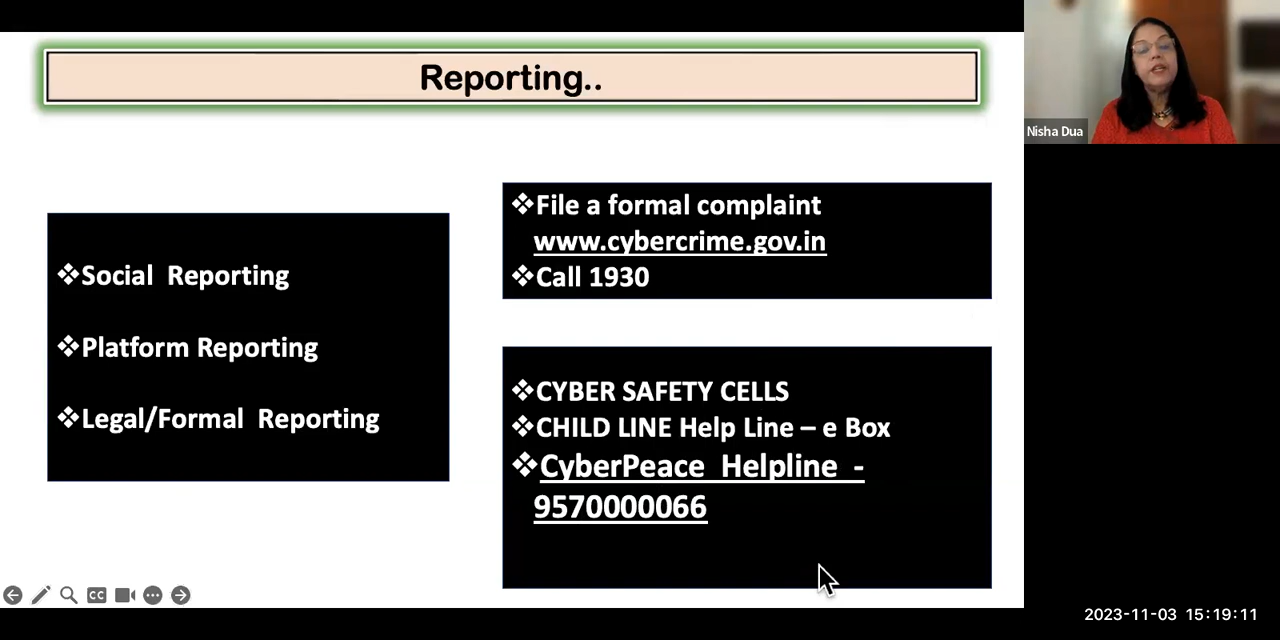 Reporting..
Nisha Dua
❖Social Reporting
❖Platform Reporting
❖Legal/Formal Reporting
❖File a formal complaint
www.cybercrime.gov.in
❖Call 1930
❖CYBER SAFETY CELLS
❖CHILD LINE Help Line – e Box
❖CyberPeace Helpline -
9570000066
CC
2023-11-03 15:19:11